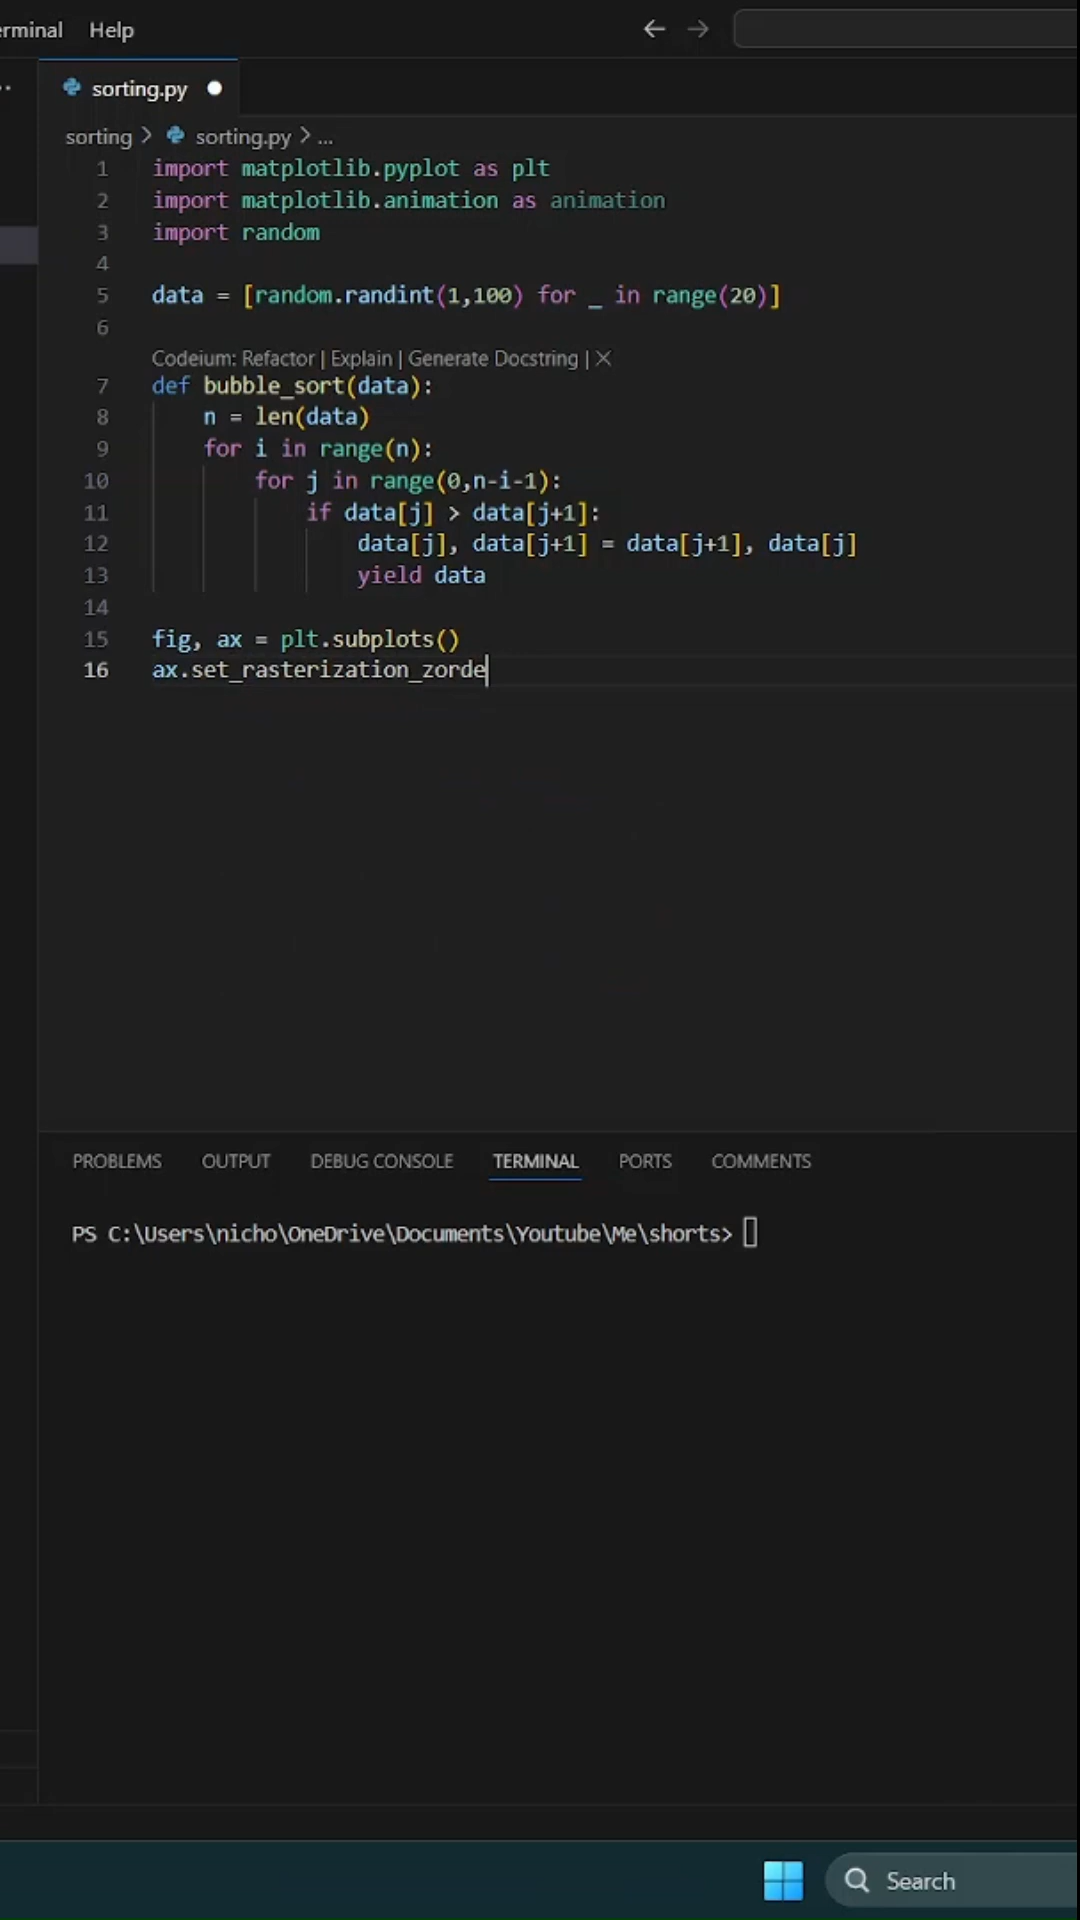 erminal Help
sorting.py
sorting > sorting.py > ...
1 import matplotlib.pyplot as plt
2 import matplotlib.animation as animation
3 import random
4
5 data = [random.randint(1,100) for _ in range(20)]
6
Codeium: Refactor | Explain | Generate Docstring | X
7 def bubble_sort(data):
8     n = len(data)
9     for i in range(n):
10         for j in range(0,n-i-1):
11             if data[j] > data[j+1]:
12                 data[j], data[j+1] = data[j+1], data[j]
13                 yield data
14
15 fig, ax = plt.subplots()
16 ax.set_rasterization_zorde
PROBLEMS OUTPUT DEBUG CONSOLE TERMINAL PORTS COMMENTS
PS C:\Users\nicho\OneDrive\Documents\Youtube\Me\shorts>
Search